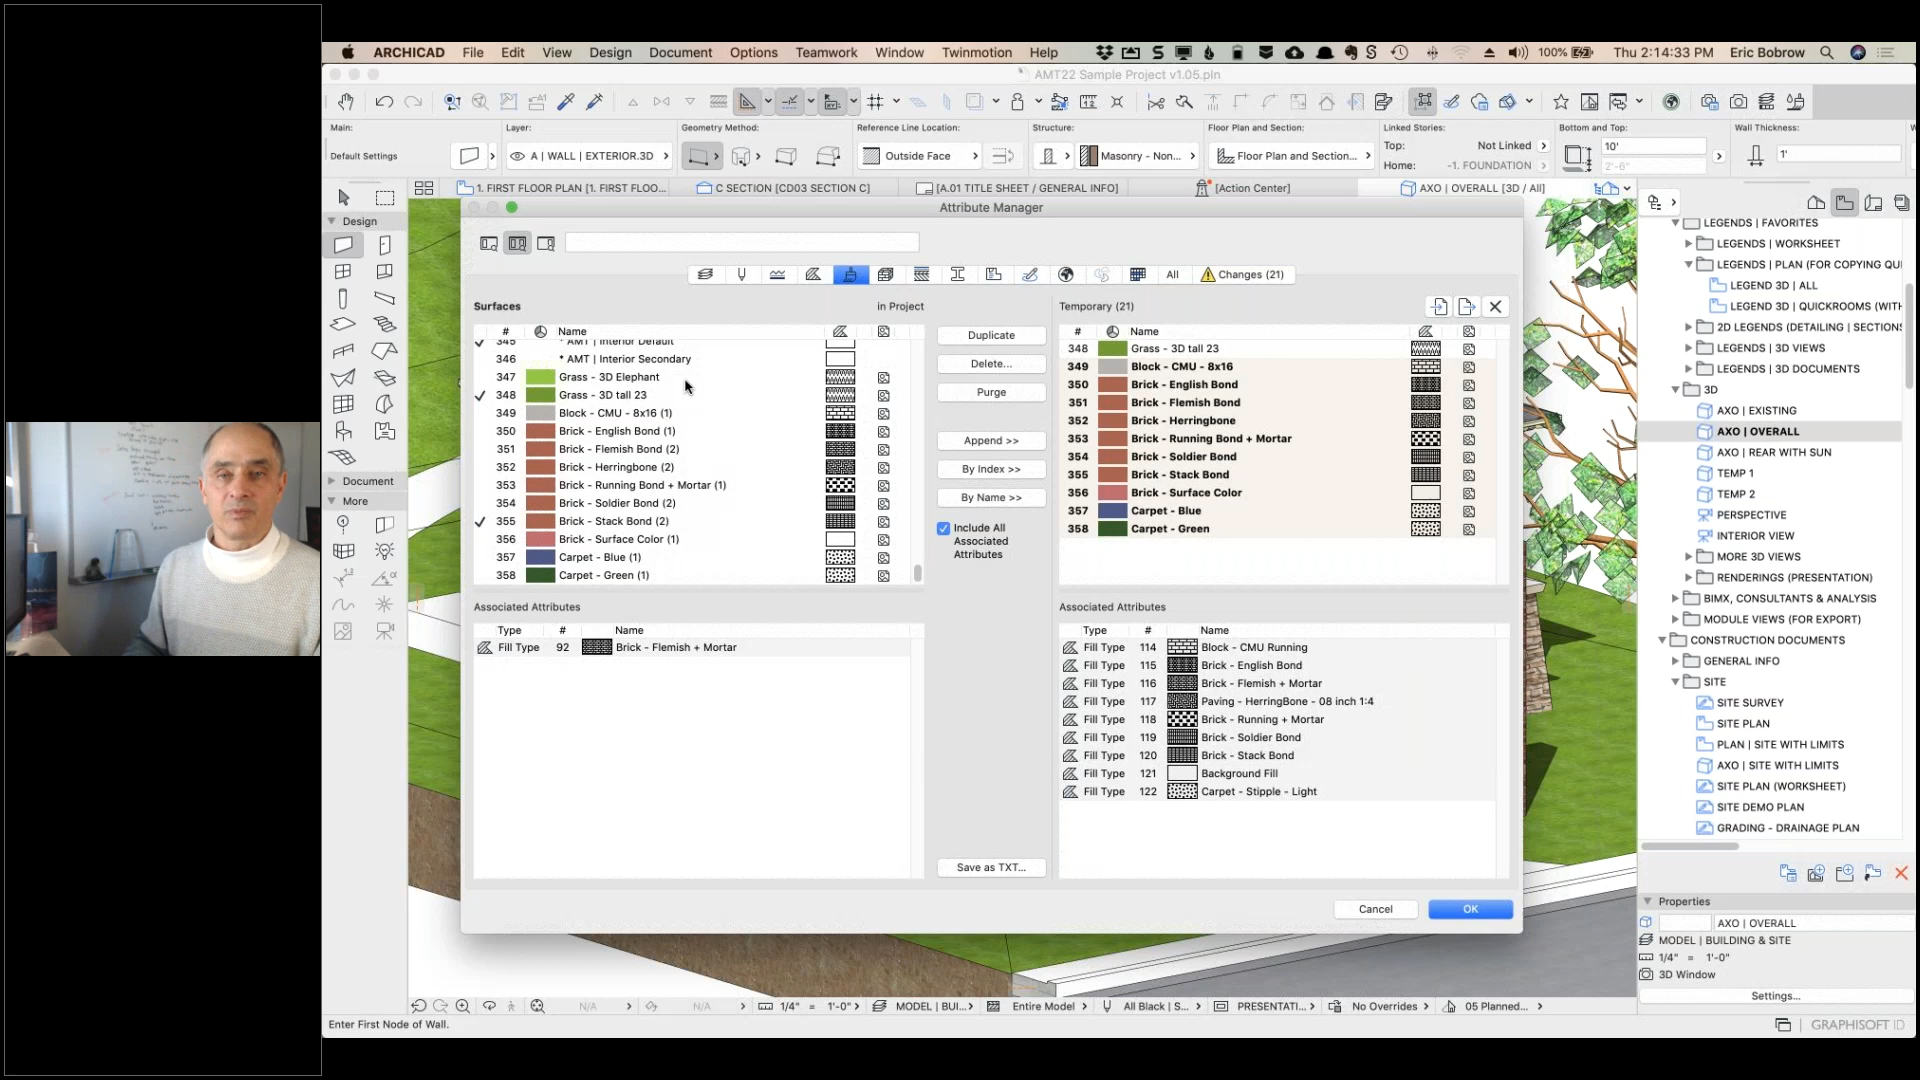 ARCHICAD File Edit View Design Document Options Teamwork Window Twinmotion Help 100% Thu 2:14:33 PM Eric Bobrow
AMT22 Sample Project v1.05.pln
Main: Layer: Geometry Method: Reference Line Location: Structure: Floor Plan and Section: Linked Stories: Bottom and Top: Wall Thickness:
Default Settings A | WALL | EXTERIOR.3D Outside Face Masonry - Non... Floor Plan and Section...
Top: Not Linked 10' 1'
Home: -1. FOUNDATION 2'-6"
1. FIRST FLOOR PLAN [1. FIRST FLOO... C SECTION [CD03 SECTION C] [A.01 TITLE SHEET / GENERAL INFO] [Action Center] AXO | OVERALL [3D / All]
Design
Document
More
Attribute Manager
All Changes (21)
Surfaces in Project
# Name
345 * AMT | Interior Default
346 * AMT | Interior Secondary
347 Grass - 3D Elephant
348 Grass - 3D tall 23
349 Block - CMU - 8x16 (1)
350 Brick - English Bond (1)
351 Brick - Flemish Bond (2)
352 Brick - Herringbone (2)
353 Brick - Running Bond + Mortar (1)
354 Brick - Soldier Bond (2)
355 Brick - Stack Bond (2)
356 Brick - Surface Color (1)
357 Carpet - Blue (1)
358 Carpet - Green (1)
Duplicate
Delete...
Purge
Append >>
By Index >>
By Name >>
Include All
Associated
Attributes
Save as TXT...
Temporary (21)
# Name
348 Grass - 3D tall 23
349 Block - CMU - 8x16
350 Brick - English Bond
351 Brick - Flemish Bond
352 Brick - Herringbone
353 Brick - Running Bond + Mortar
354 Brick - Soldier Bond
355 Brick - Stack Bond
356 Brick - Surface Color
357 Carpet - Blue
358 Carpet - Green
Associated Attributes
Type # Name
Fill Type 92 Brick - Flemish + Mortar
Associated Attributes
Type # Name
Fill Type 114 Block - CMU Running
Fill Type 115 Brick - English Bond
Fill Type 116 Brick - Flemish + Mortar
Fill Type 117 Paving - HerringBone - 08 inch 1:4
Fill Type 118 Brick - Running + Mortar
Fill Type 119 Brick - Soldier Bond
Fill Type 120 Brick - Stack Bond
Fill Type 121 Background Fill
Fill Type 122 Carpet - Stipple - Light
Cancel OK
LEGENDS | FAVORITES
LEGENDS | WORKSHEET
LEGENDS | PLAN (FOR COPYING QU
LEGEND 3D | ALL
LEGEND 3D | QUICKROOMS (WITH
2D LEGENDS (DETAILING | SECTIONS
LEGENDS | 3D VIEWS
LEGENDS | 3D DOCUMENTS
3D
AXO | EXISTING
AXO | OVERALL
AXO | REAR WITH SUN
TEMP 1
TEMP 2
PERSPECTIVE
INTERIOR VIEW
MORE 3D VIEWS
RENDERINGS (PRESENTATION)
BIMX, CONSULTANTS & ANALYSIS
MODULE VIEWS (FOR EXPORT)
CONSTRUCTION DOCUMENTS
GENERAL INFO
SITE
SITE SURVEY
SITE PLAN
PLAN | SITE WITH LIMITS
AXO | SITE WITH LIMITS
SITE PLAN (WORKSHEET)
SITE DEMO PLAN
GRADING - DRAINAGE PLAN
Properties
AXO | OVERALL
MODEL | BUILDING & SITE
1/4" = 1'-0"
3D Window
Settings...
N/A N/A 1/4" = 1'-0" MODEL | BUI... Entire Model All Black | S... PRESENTATI... No Overrides 05 Planned...
Enter First Node of Wall.
GRAPHISOFT ID